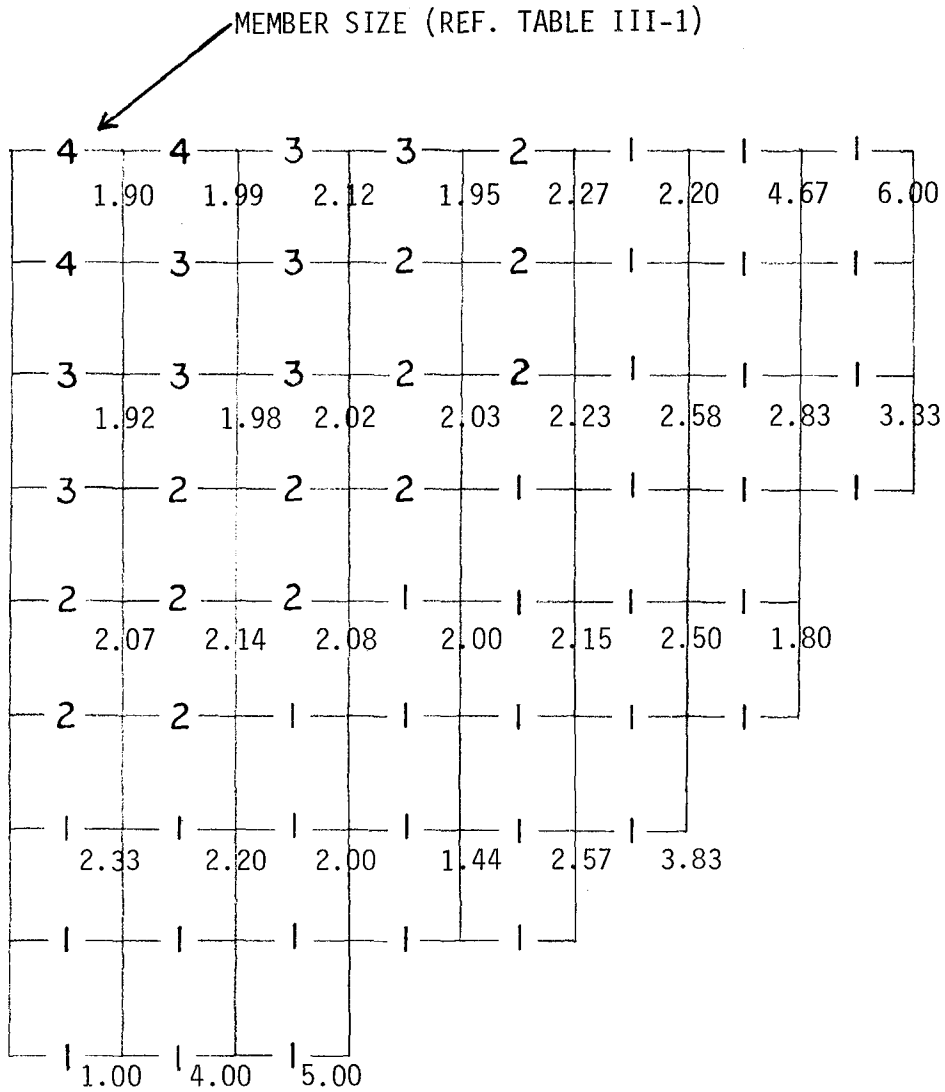 MEMBER SIZE (REF. TABLE III-1)
4 4 3 3 2 1 1 1
1.90 1.99 2.12 1.95 2.27 2.20 4.67 6.00
4 3 3 2 2 1 1 1
3 3 3 2 2 1 1 1
1.92 1.98 2.02 2.03 2.23 2.58 2.83 3.33
3 2 2 2 1 1 1 1
2 2 2 1 1 1 1
2.07 2.14 2.08 2.00 2.15 2.50 1.80
2 2 1 1 1 1 1
1 1 1 1 1 1
2.33 2.20 2.00 1.44 2.57 3.83
1 1 1 1 1
1 1 1
1.00 4.00 5.00